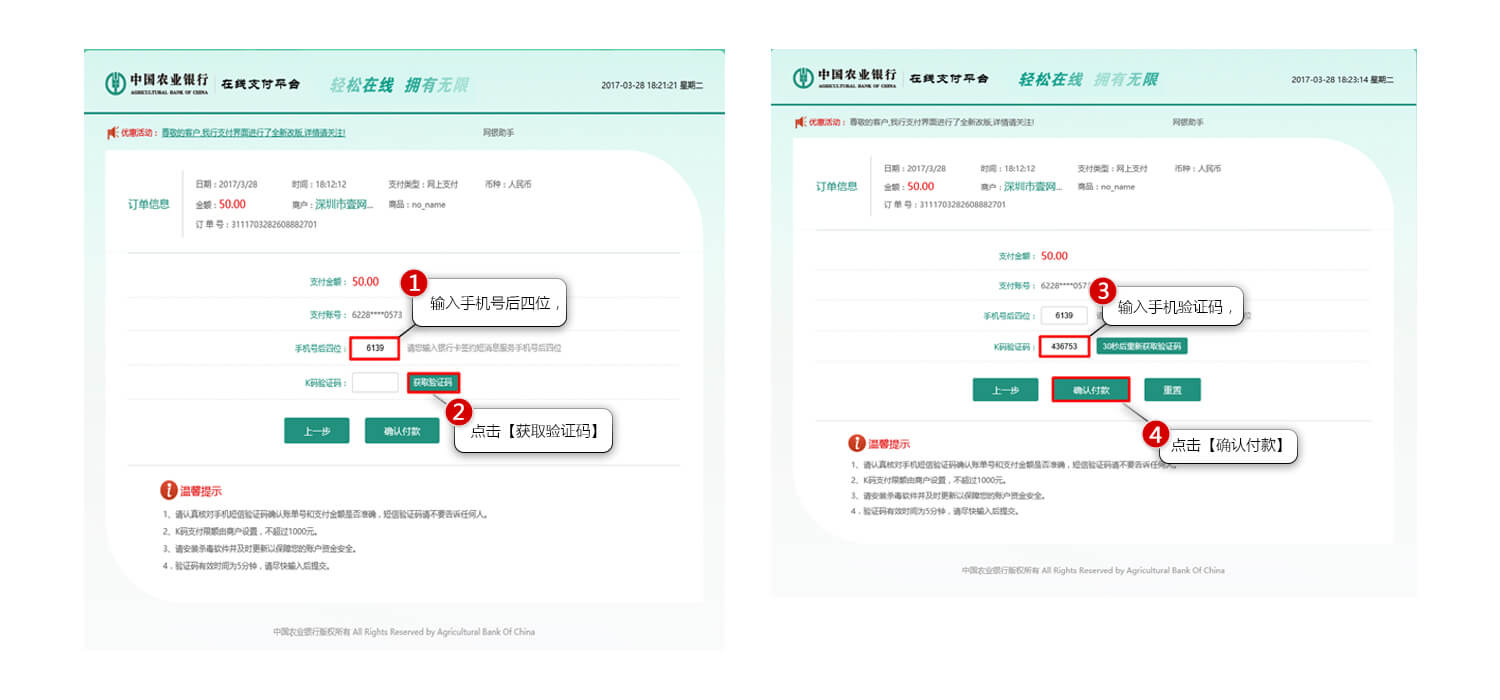 中国农业银行
AGRICULTURAL BANK OF CHINA
在线支付平台
轻松在线 拥有无限
2017-03-28 18:21:21 星期二
优惠活动：尊敬的客户,我行支付界面进行了全新改版,详情请关注!
网银助手
订单信息
日期：2017/3/28 时间：18:12:12 支付类型：网上支付 币种：人民币
金额：50.00 商户：深圳市壹网... 商品：no_name
订 单 号：3111703282608882701
支付金额： 50.00
1
输入手机号后四位，
支付账号： 6228****0573
手机号后四位： 6139 请您输入银行卡签约短消息服务手机号后四位
K码验证码： 获取验证码
2
点击【获取验证码】
上一步 确认付款
温馨提示
1、请认真核对手机短信验证码确认账单号和支付金额是否准确，短信验证码请不要告诉任何人。
2、K码支付限额由商户设置，不超过1000元。
3、请安装杀毒软件并及时更新以保障您的账户资金安全。
4．验证码有效时间为5分钟，请尽快输入后提交。
中国农业银行版权所有 All Rights Reserved by Agricultural Bank Of China
中国农业银行
AGRICULTURAL BANK OF CHINA
在线支付平台
轻松在线 拥有无限
2017-03-28 18:23:14 星期二
优惠活动：尊敬的客户,我行支付界面进行了全新改版,详情请关注!
网银助手
订单信息
日期：2017/3/28 时间：18:12:12 支付类型：网上支付 币种：人民币
金额：50.00 商户：深圳市壹网... 商品：no_name
订 单 号：3111703282608882701
支付金额： 50.00
支付账号： 6228****057
3
输入手机验证码，
手机号后四位： 6139
K码验证码： 436753 30秒后重新获取验证码
上一步 确认付款 重置
4
点击【确认付款】
温馨提示
1、请认真核对手机短信验证码确认账单号和支付金额是否准确，短信验证码请不要告诉任何人。
2、K码支付限额由商户设置，不超过1000元。
3、请安装杀毒软件并及时更新以保障您的账户资金安全。
4．验证码有效时间为5分钟，请尽快输入后提交。
中国农业银行版权所有 All Rights Reserved by Agricultural Bank Of China